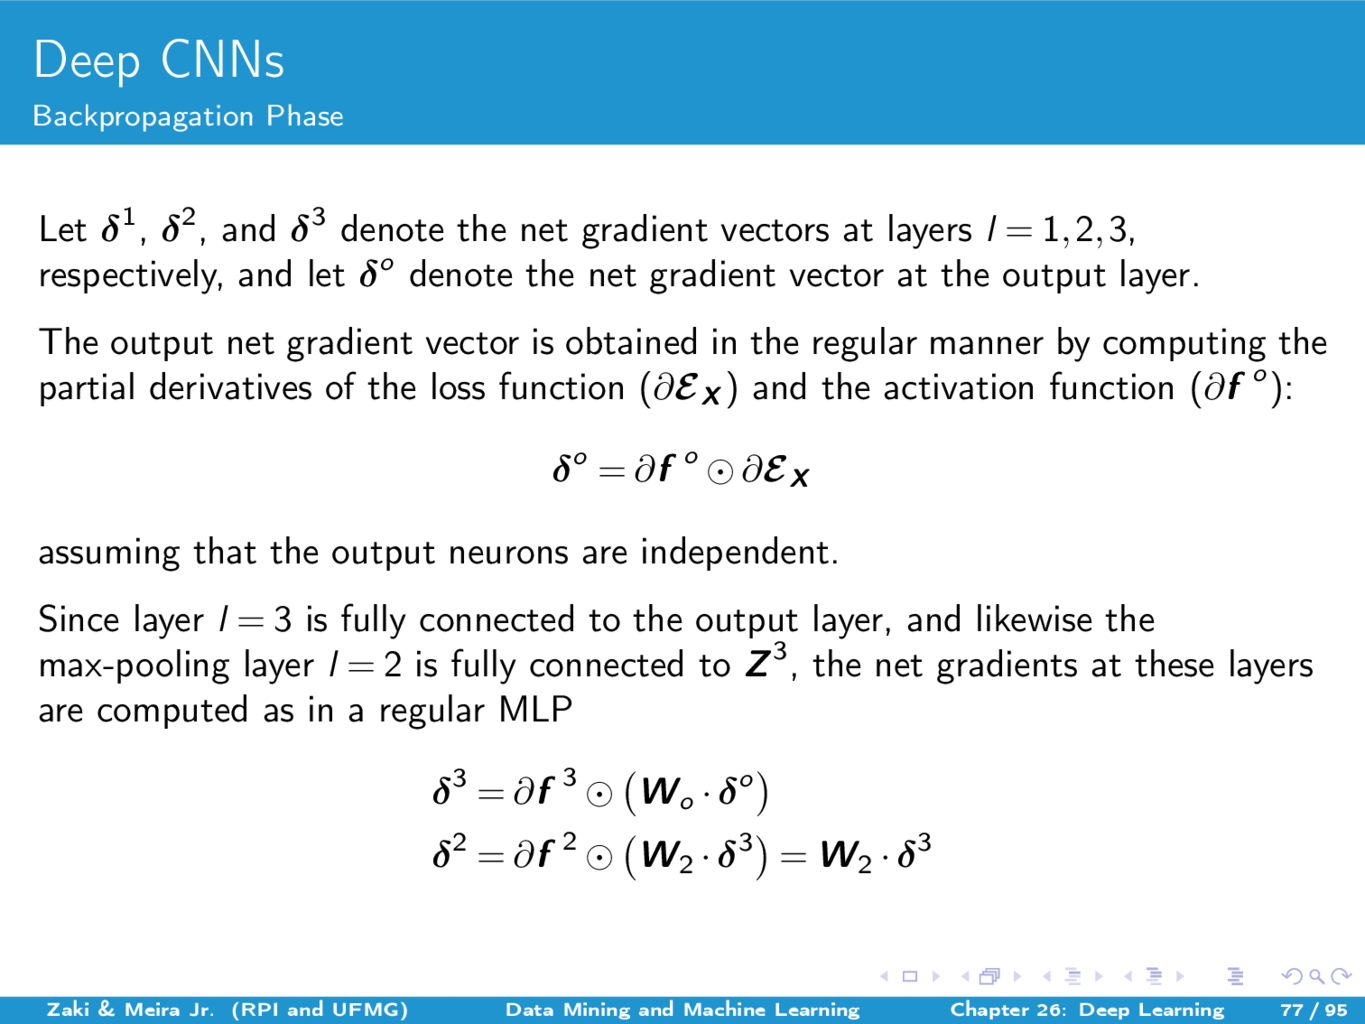 Deep CNNs
Backpropagation Phase
Let δ¹, δ², and δ³ denote the net gradient vectors at layers l = 1, 2, 3,
respectively, and let δᵒ denote the net gradient vector at the output layer.
The output net gradient vector is obtained in the regular manner by computing the
partial derivatives of the loss function (∂𝓔_X) and the activation function (∂f ᵒ):
δᵒ = ∂f ᵒ ⊙ ∂𝓔_X
assuming that the output neurons are independent.
Since layer l = 3 is fully connected to the output layer, and likewise the
max-pooling layer l = 2 is fully connected to Z³, the net gradients at these layers
are computed as in a regular MLP
δ³ = ∂f ³ ⊙ (Wₒ · δᵒ)
δ² = ∂f ² ⊙ (W₂ · δ³) = W₂ · δ³
Zaki & Meira Jr. (RPI and UFMG) Data Mining and Machine Learning Chapter 26: Deep Learning 77 / 95